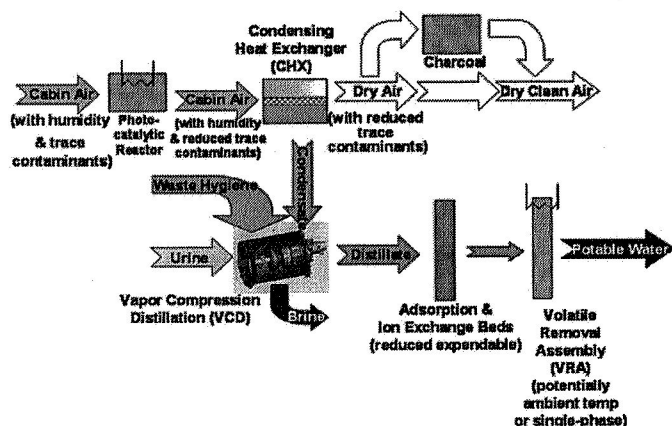 Condensing
Heat Exchanger
(CHX)
Charcoal
Cabin Air
(with humidity
& trace
contaminants)
Photo-
catalytic
Reactor
Cabin Air
(with humidity
& reduced trace
contaminants)
Dry Air
(with reduced
trace
contaminants)
Dry Clean Air
Condensate
Waste Hygiene
Urine
Vapor Compression
Distillation (VCD)
Brine
Distillate
Adsorption &
Ion Exchange Beds
(reduced expendable)
Volatile
Removal
Assembly
(VRA)
(potentially
ambient temp
or single-phase)
Potable Water